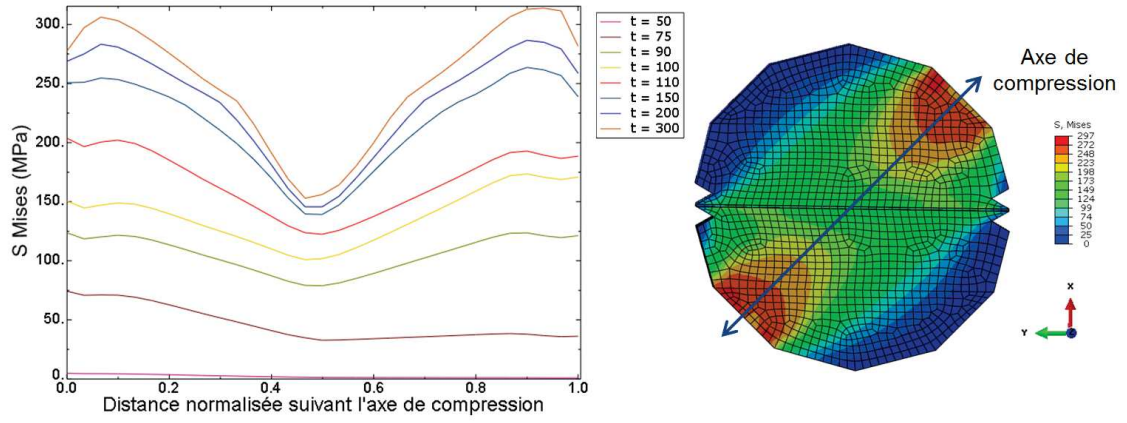 300.
250.
200.
150.
100.
50.
0.
S Mises (MPa)
0.0 0.2 0.4 0.6 0.8 1.0
Distance normalisée suivant l'axe de compression
t = 50
t = 75
t = 90
t = 100
t = 110
t = 150
t = 200
t = 300
Axe de
compression
S, Mises
297
272
248
223
198
173
149
124
99
74
50
25
0
X
Y